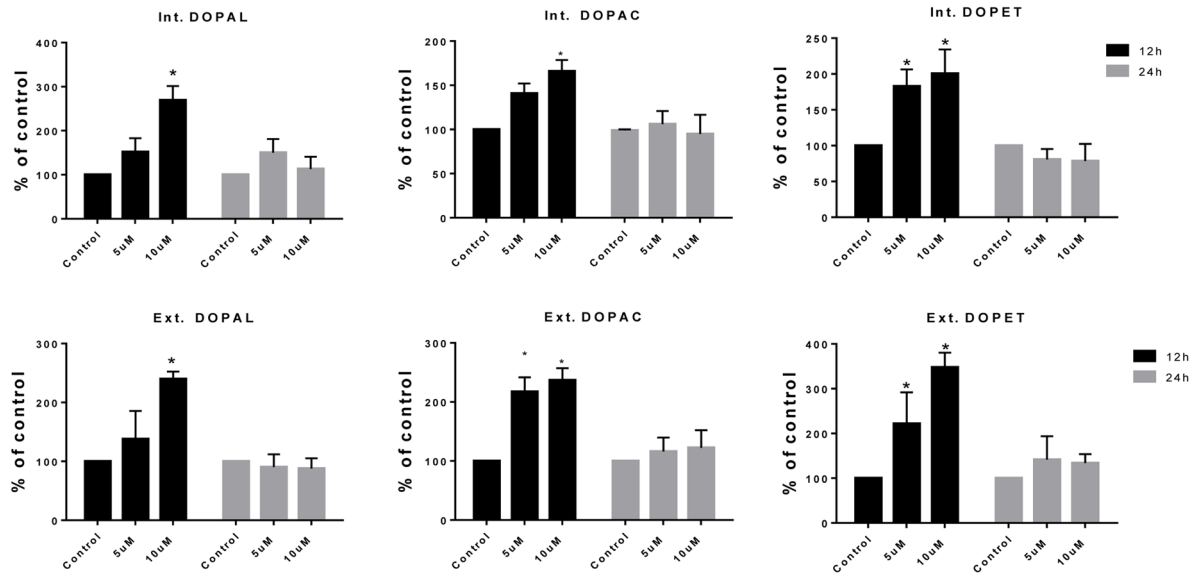 Int. DOPAL
% of control
400
300
200
100
0
Control
5uM
10uM
Control
5uM
10uM
*
Int. DOPAC
% of control
200
150
100
50
0
Control
5uM
10uM
Control
5uM
10uM
*
Int. DOPET
% of control
250
200
150
100
50
0
Control
5uM
10uM
Control
5uM
10uM
*
*
12h
24h
Ext. DOPAL
% of control
300
200
100
0
Control
5uM
10uM
Control
5uM
10uM
*
Ext. DOPAC
% of control
300
200
100
0
Control
5uM
10uM
Control
5uM
10uM
*
*
Ext. DOPET
% of control
400
300
200
100
0
Control
5uM
10uM
Control
5uM
10uM
*
*
12h
24h